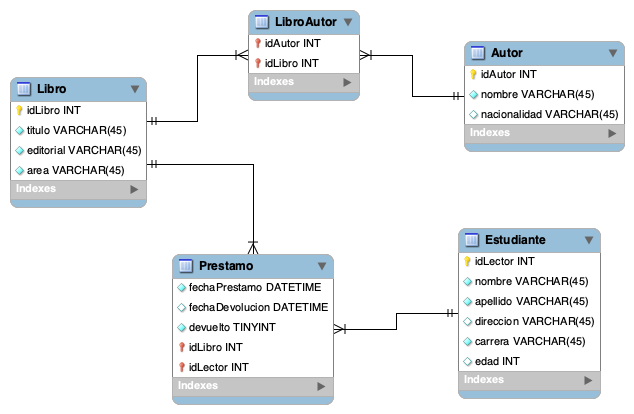 LibroAutor
idAutor INT
idLibro INT
Indexes
Autor
idAutor INT
nombre VARCHAR(45)
nacionalidad VARCHAR(45)
Indexes
Libro
idLibro INT
titulo VARCHAR(45)
editorial VARCHAR(45)
area VARCHAR(45)
Indexes
Prestamo
fechaPrestamo DATETIME
fechaDevolucion DATETIME
devuelto TINYINT
idLibro INT
idLector INT
Indexes
Estudiante
idLector INT
nombre VARCHAR(45)
apellido VARCHAR(45)
direccion VARCHAR(45)
carrera VARCHAR(45)
edad INT
Indexes